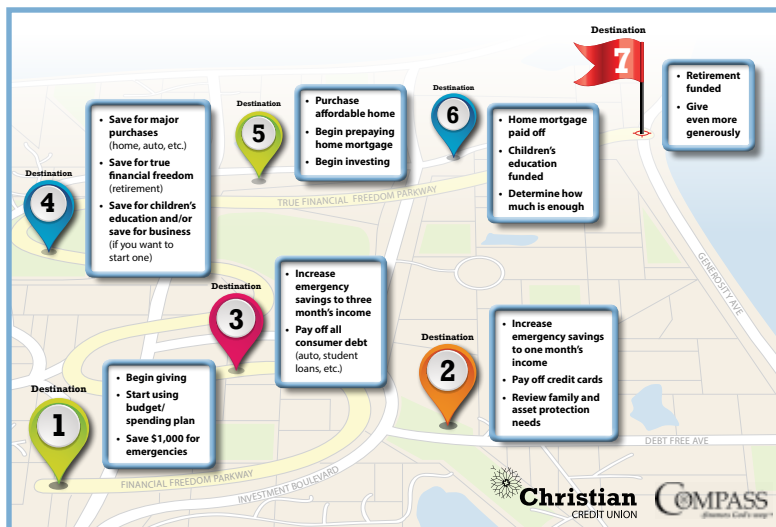 Destination
7
• Retirement
funded
• Give
even more
generously
Destination
6
• Home mortgage
paid off
• Children's
education
funded
• Determine how
much is enough
Destination
5
• Purchase
affordable home
• Begin prepaying
home mortgage
• Begin investing
Destination
4
• Save for major
purchases
(home, auto, etc.)
• Save for true
financial freedom
(retirement)
• Save for children's
education and/or
save for business
(if you want to
start one)
TRUE FINANCIAL FREEDOM PARKWAY
GENEROSITY AVE
Destination
3
• Increase
emergency
savings to three
month's income
• Pay off all
consumer debt
(auto, student
loans, etc.)
Destination
2
• Increase
emergency savings
to one month's
income
• Pay off credit cards
• Review family and
asset protection
needs
Destination
1
• Begin giving
• Start using
budget/
spending plan
• Save $1,000 for
emergencies
DEBT FREE AVE
FINANCIAL FREEDOM PARKWAY
INVESTMENT BOULEVARD
Christian
CREDIT UNION
COMPASS
finances God's way